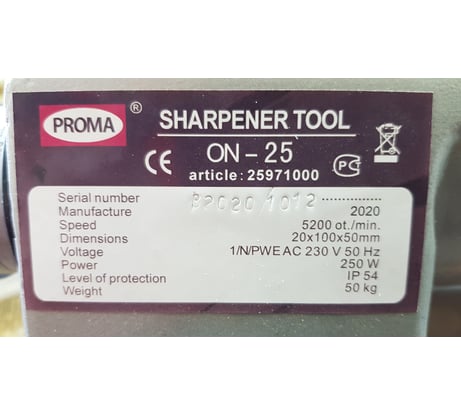 PROMA ®
SHARPENER TOOL
CE ON - 25 PC
article: 25971000
Serial number B2020/1012
Manufacture 2020
Speed 5200 ot./min.
Dimensions 20x100x50mm
Voltage 1/N/PWE AC 230 V 50 Hz
Power 250 W
Level of protection IP 54
Weight 50 kg